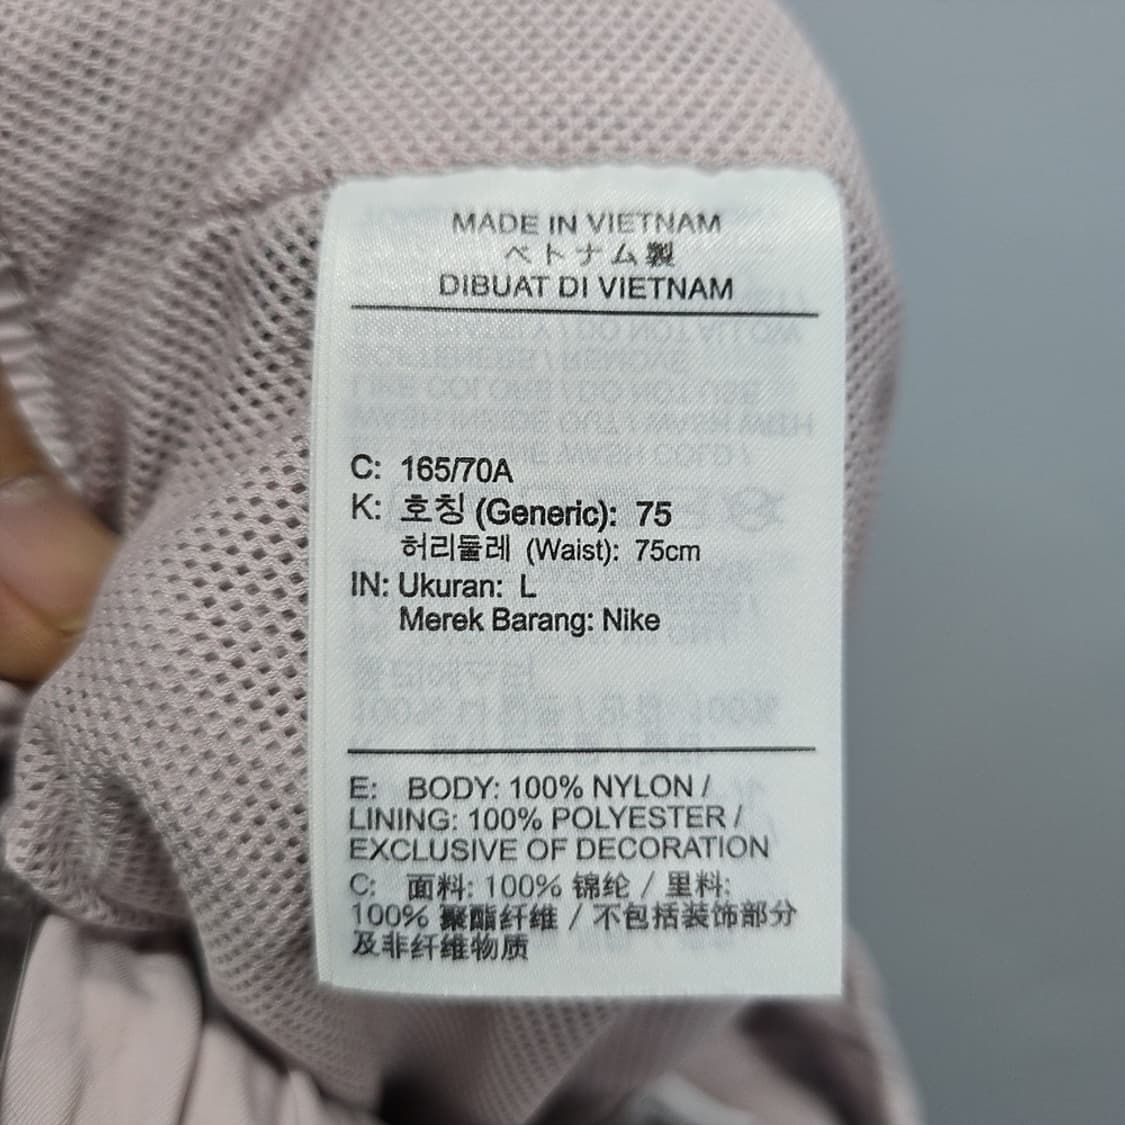 MADE IN VIETNAM
ベトナム製
DIBUAT DI VIETNAM
C: 165/70A
K: 호칭 (Generic): 75
허리둘레 (Waist): 75cm
IN: Ukuran: L
Merek Barang: Nike
E: BODY: 100% NYLON /
LINING: 100% POLYESTER /
EXCLUSIVE OF DECORATION
C: 面料: 100% 锦纶 / 里料:
100% 聚酯纤维 / 不包括装饰部分
及非纤维物质